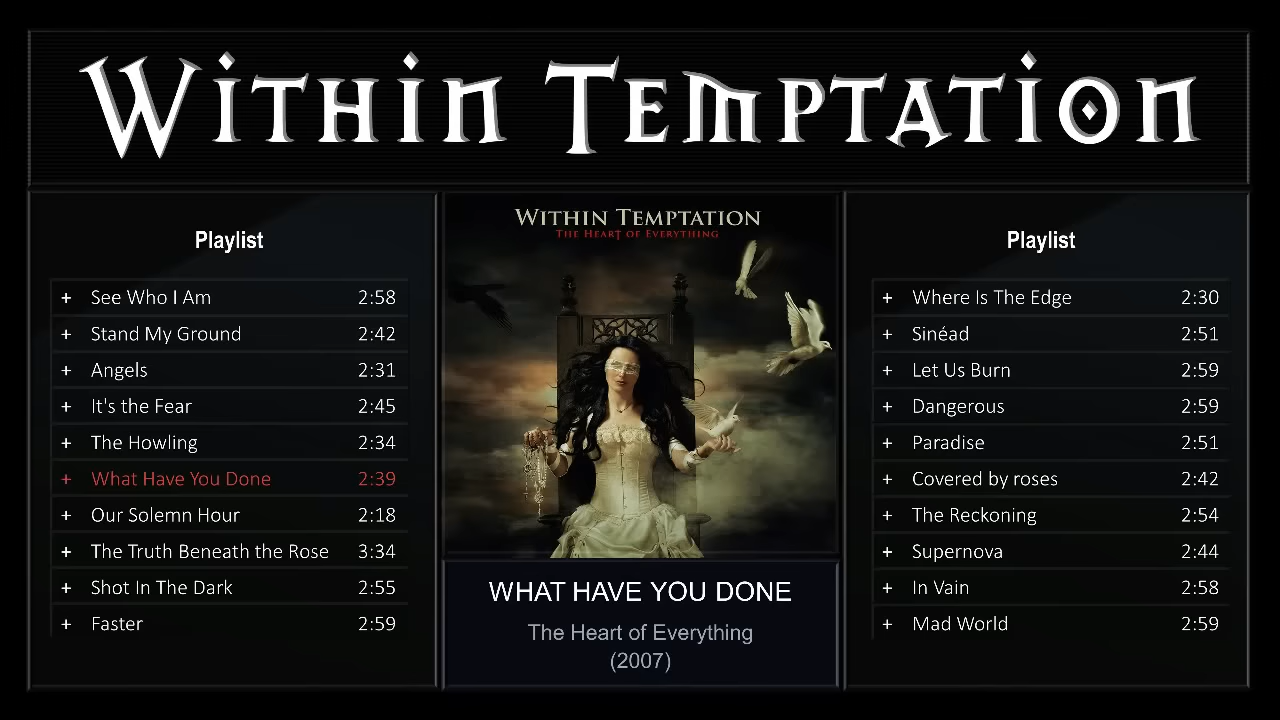 WITHIN TEMPTATION
Playlist
+ See Who I Am 2:58
+ Stand My Ground 2:42
+ Angels 2:31
+ It's the Fear 2:45
+ The Howling 2:34
+ What Have You Done 2:39
+ Our Solemn Hour 2:18
+ The Truth Beneath the Rose 3:34
+ Shot In The Dark 2:55
+ Faster 2:59
WITHIN TEMPTATION
THE HEART OF EVERYTHING
WHAT HAVE YOU DONE
The Heart of Everything
(2007)
Playlist
+ Where Is The Edge 2:30
+ Sinéad 2:51
+ Let Us Burn 2:59
+ Dangerous 2:59
+ Paradise 2:51
+ Covered by roses 2:42
+ The Reckoning 2:54
+ Supernova 2:44
+ In Vain 2:58
+ Mad World 2:59